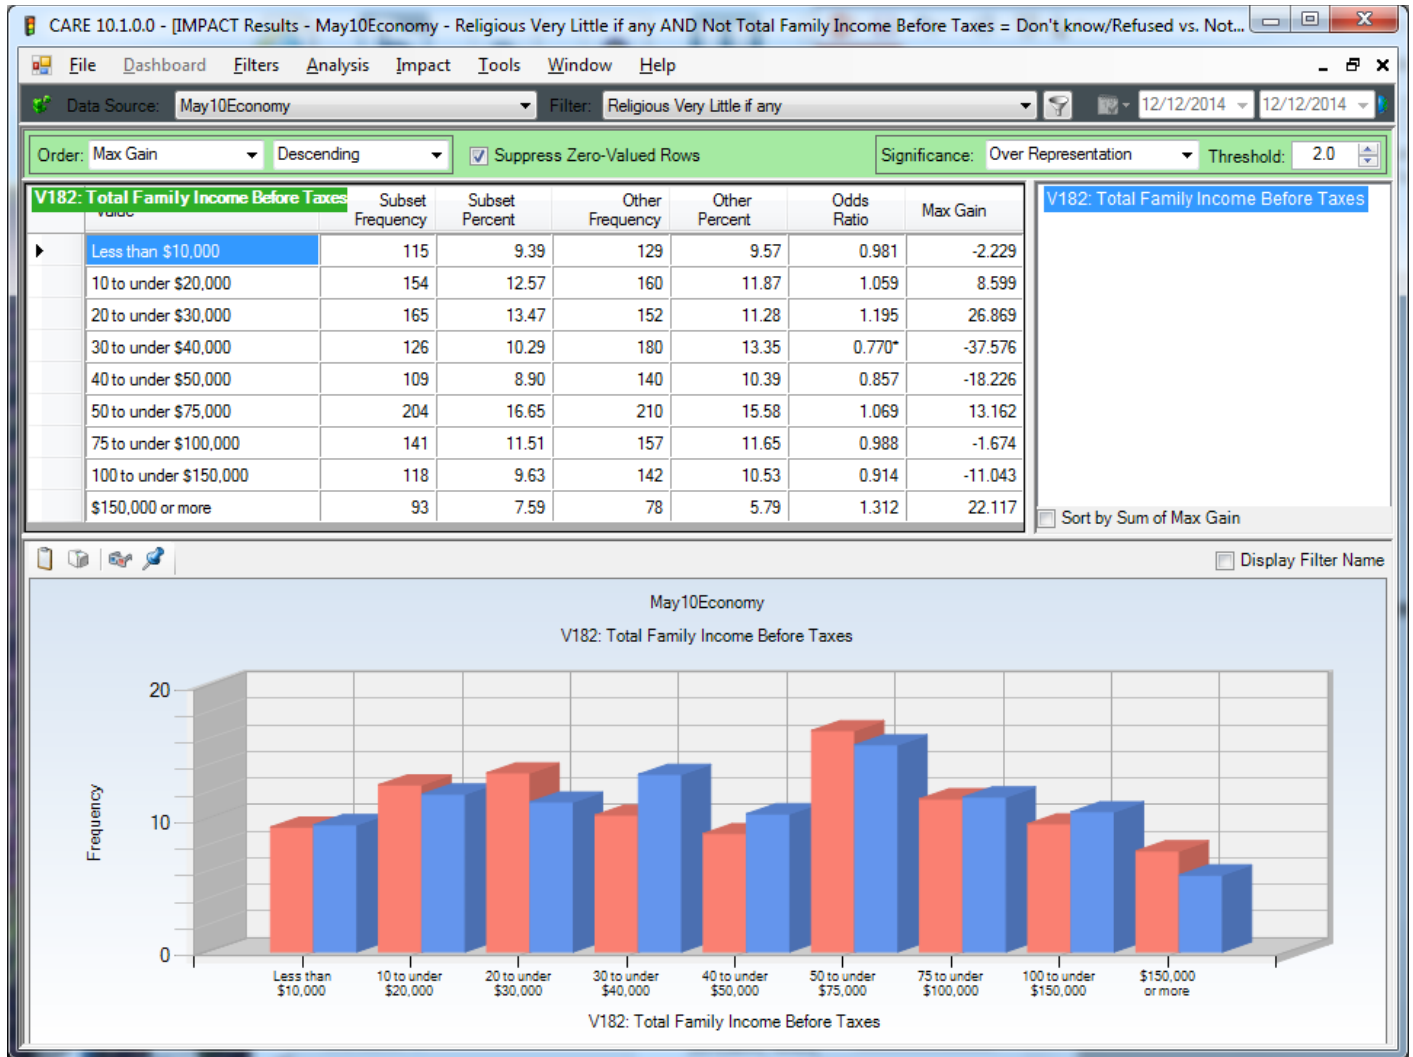 CARE 10.1.0.0 - [IMPACT Results - May10Economy - Religious Very Little if any AND Not Total Family Income Before Taxes = Don't know/Refused vs. Not...
File Dashboard Filters Analysis Impact Tools Window Help
Data Source: May10Economy Filter: Religious Very Little if any 12/12/2014 12/12/2014
Order: Max Gain Descending Suppress Zero-Valued Rows Significance: Over Representation Threshold: 2.0
V182: Total Family Income Before Taxes
Value Subset Frequency Subset Percent Other Frequency Other Percent Odds Ratio Max Gain
Less than $10,000 115 9.39 129 9.57 0.981 -2.229
10 to under $20,000 154 12.57 160 11.87 1.059 8.599
20 to under $30,000 165 13.47 152 11.28 1.195 26.869
30 to under $40,000 126 10.29 180 13.35 0.770* -37.576
40 to under $50,000 109 8.90 140 10.39 0.857 -18.226
50 to under $75,000 204 16.65 210 15.58 1.069 13.162
75 to under $100,000 141 11.51 157 11.65 0.988 -1.674
100 to under $150,000 118 9.63 142 10.53 0.914 -11.043
$150,000 or more 93 7.59 78 5.79 1.312 22.117
V182: Total Family Income Before Taxes
Sort by Sum of Max Gain
Display Filter Name
May10Economy
V182: Total Family Income Before Taxes
Frequency
20
10
0
Less than $10,000
10 to under $20,000
20 to under $30,000
30 to under $40,000
40 to under $50,000
50 to under $75,000
75 to under $100,000
100 to under $150,000
$150,000 or more
V182: Total Family Income Before Taxes